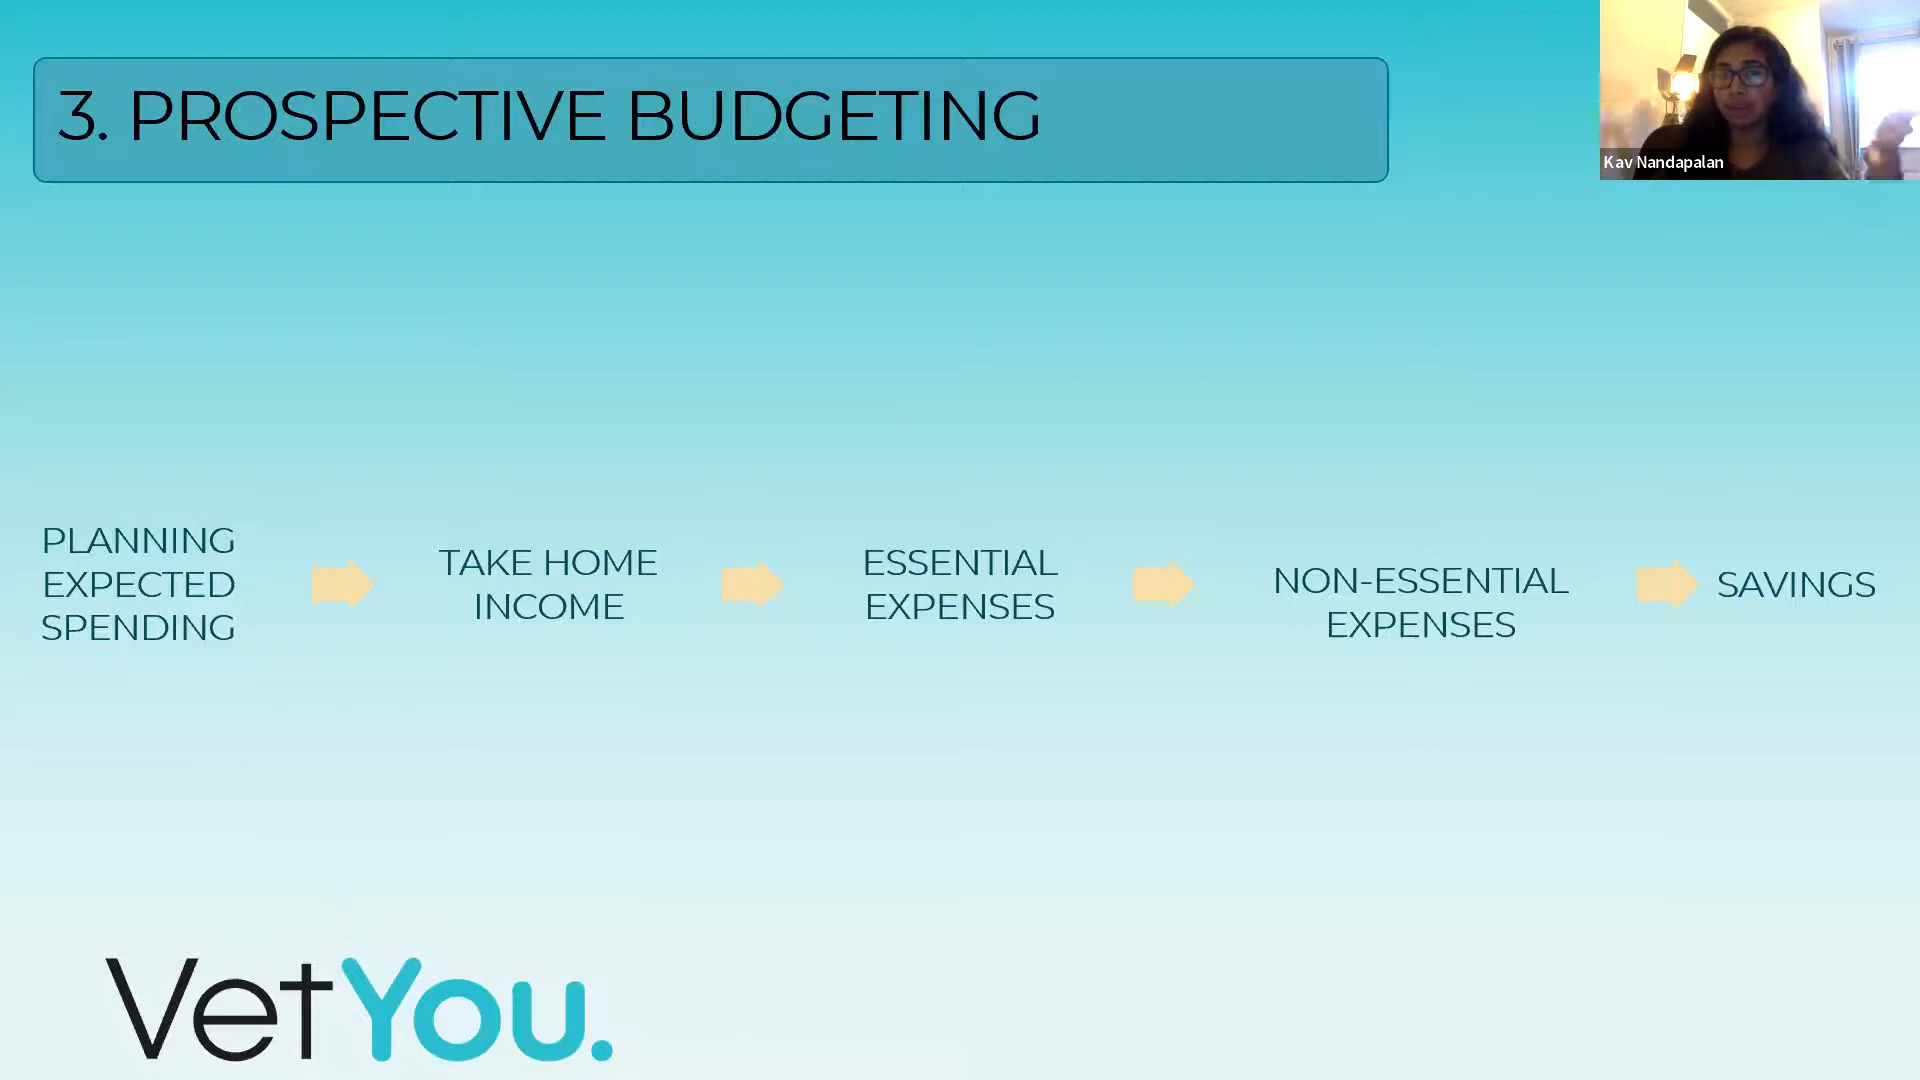 3. PROSPECTIVE BUDGETING
Kav Nandapalan
PLANNING
EXPECTED
SPENDING
TAKE HOME
INCOME
ESSENTIAL
EXPENSES
NON-ESSENTIAL
EXPENSES
SAVINGS
VetYou.